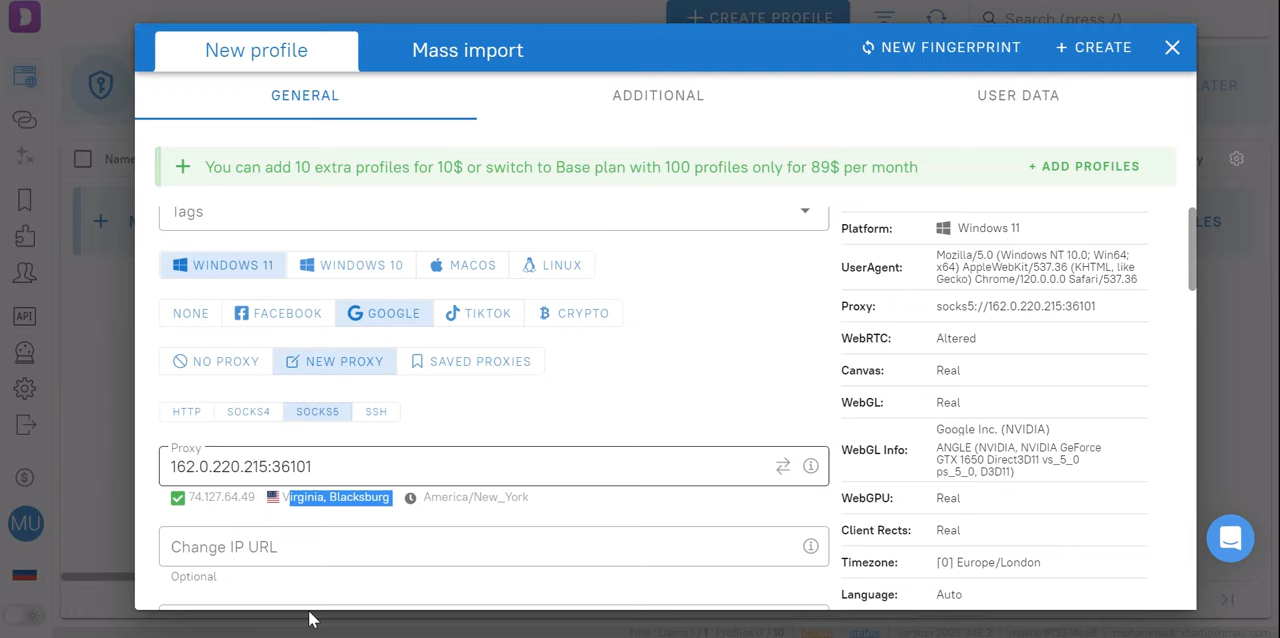 + CREATE PROFILE
Search (press /)
New profile
Mass import
NEW FINGERPRINT
+ CREATE
GENERAL
ADDITIONAL
USER DATA
Name
+ You can add 10 extra profiles for 10$ or switch to Base plan with 100 profiles only for 89$ per month
+ ADD PROFILES
Tags
WINDOWS 11
WINDOWS 10
MACOS
LINUX
NONE
FACEBOOK
GOOGLE
TIKTOK
CRYPTO
NO PROXY
NEW PROXY
SAVED PROXIES
HTTP
SOCKS4
SOCKS5
SSH
Proxy
162.0.220.215:36101
74.127.64.49 Virginia, Blacksburg America/New_York
Change IP URL
Optional
Platform: Windows 11
UserAgent: Mozilla/5.0 (Windows NT 10.0; Win64;
x64) AppleWebKit/537.36 (KHTML, like
Gecko) Chrome/120.0.0.0 Safari/537.36
Proxy: socks5://162.0.220.215:36101
WebRTC: Altered
Canvas: Real
WebGL: Real
WebGL Info: Google Inc. (NVIDIA)
ANGLE (NVIDIA, NVIDIA GeForce
GTX 1650 Direct3D11 vs_5_0
ps_5_0, D3D11)
WebGPU: Real
Client Rects: Real
Timezone: [0] Europe/London
Language: Auto
API
MU